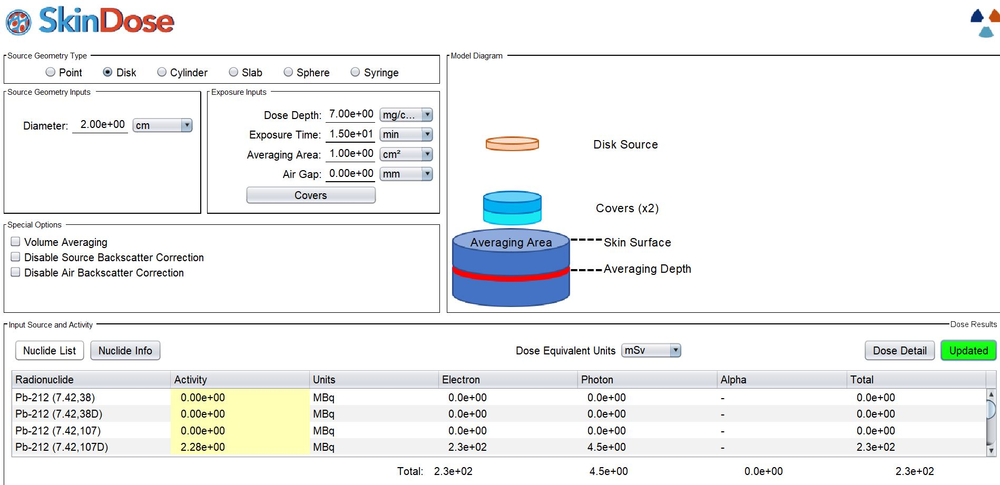 SkinDose
Source Geometry Type
Point Disk Cylinder Slab Sphere Syringe
Source Geometry Inputs
Diameter: 2.00e+00 cm
Exposure Inputs
Dose Depth: 7.00e+00 mg/c...
Exposure Time: 1.50e+01 min
Averaging Area: 1.00e+00 cm²
Air Gap: 0.00e+00 mm
Covers
Special Options
Volume Averaging
Disable Source Backscatter Correction
Disable Air Backscatter Correction
Model Diagram
Disk Source
Covers (x2)
Averaging Area
Skin Surface
Averaging Depth
Input Source and Activity
Dose Results
Nuclide List Nuclide Info Dose Equivalent Units mSv Dose Detail Updated
Radionuclide Activity Units Electron Photon Alpha Total
Pb-212 (7.42,38) 0.00e+00 MBq 0.0e+00 0.0e+00 - 0.0e+00
Pb-212 (7.42,38D) 0.00e+00 MBq 0.0e+00 0.0e+00 - 0.0e+00
Pb-212 (7.42,107) 0.00e+00 MBq 0.0e+00 0.0e+00 - 0.0e+00
Pb-212 (7.42,107D) 2.28e+00 MBq 2.3e+02 4.5e+00 - 2.3e+02
Total: 2.3e+02 4.5e+00 0.0e+00 2.3e+02